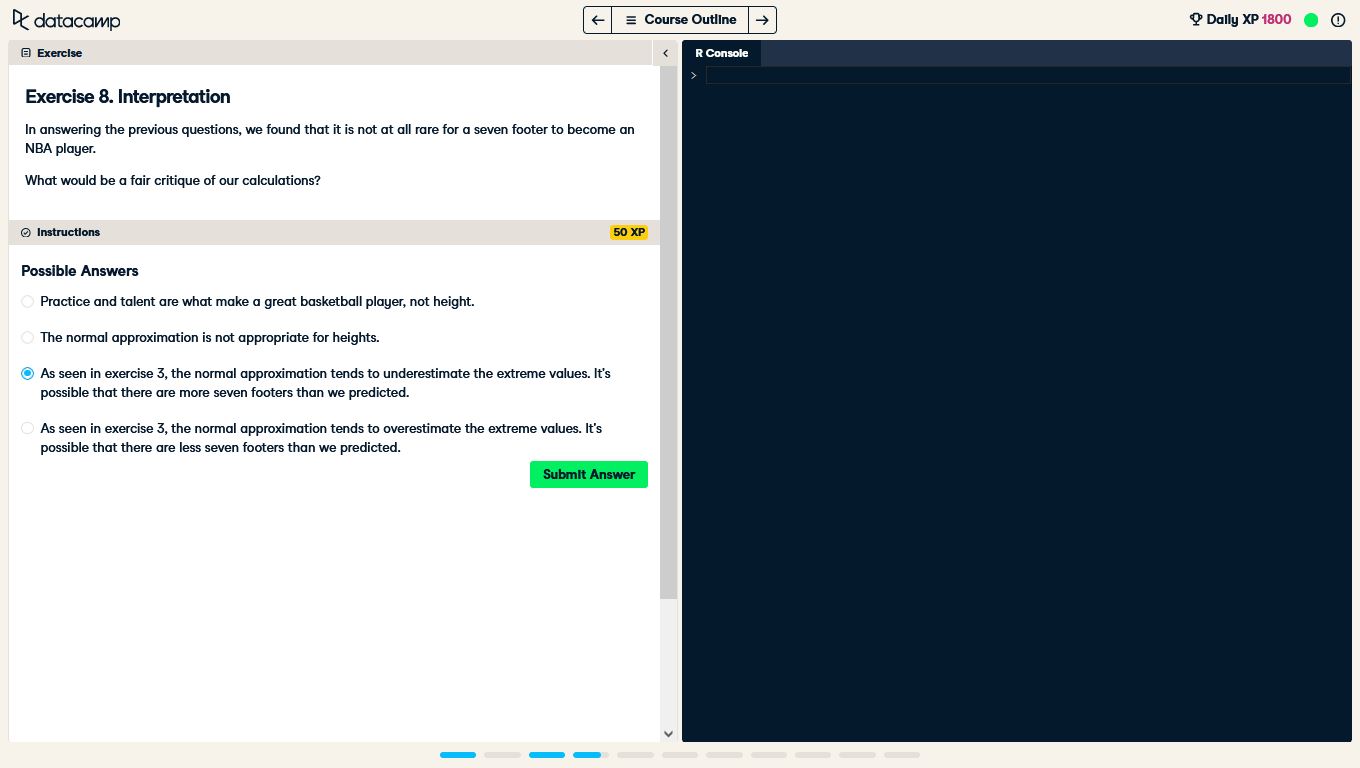 datacamp
Course Outline
Daily XP 1800
Exercise
R Console
>
Exercise 8. Interpretation
In answering the previous questions, we found that it is not at all rare for a seven footer to become an
NBA player.
What would be a fair critique of our calculations?
Instructions
50 XP
Possible Answers
Practice and talent are what make a great basketball player, not height.
The normal approximation is not appropriate for heights.
As seen in exercise 3, the normal approximation tends to underestimate the extreme values. It's
possible that there are more seven footers than we predicted.
As seen in exercise 3, the normal approximation tends to overestimate the extreme values. It's
possible that there are less seven footers than we predicted.
Submit Answer